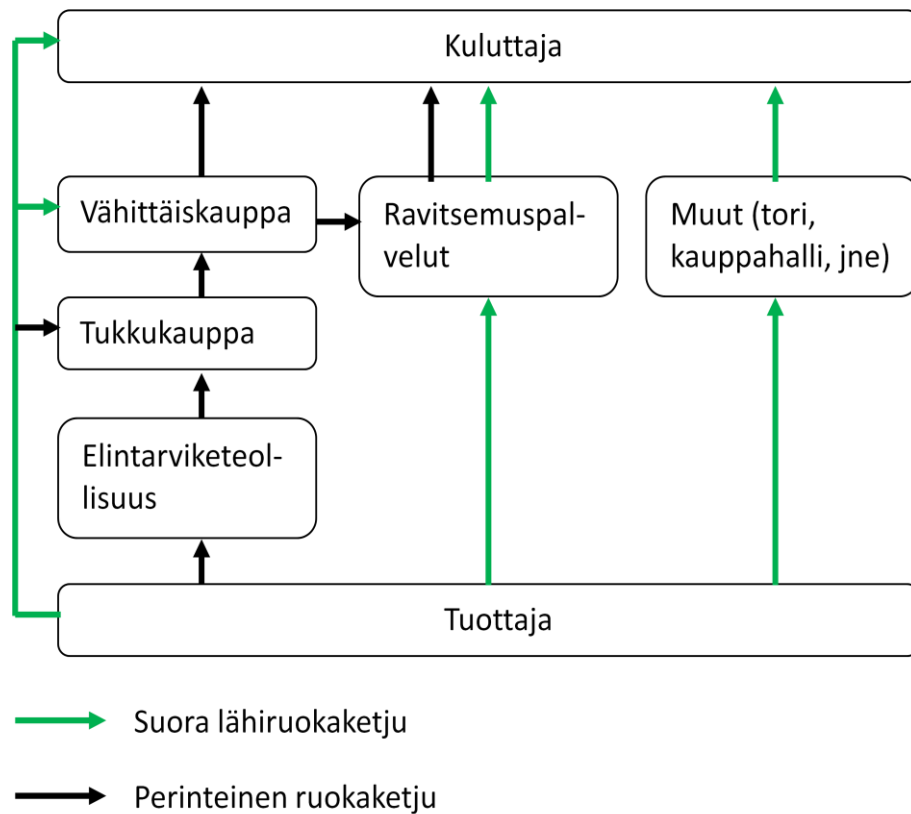 Kuluttaja
Vähittäiskauppa
Ravitsemuspal-
velut
Muut (tori,
kauppahalli, jne)
Tukkukauppa
Elintarviketeol-
lisuus
Tuottaja
Suora lähiruokaketju
Perinteinen ruokaketju